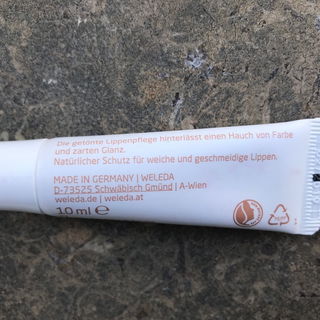 Die getönte Lippenpflege hinterlässt einen Hauch von Farbe
und zarten Glanz.
Natürlicher Schutz für weiche und geschmeidige Lippen.
MADE IN GERMANY | WELEDA
D-73525 Schwäbisch Gmünd | A-Wien
weleda.de | weleda.at
10 ml e